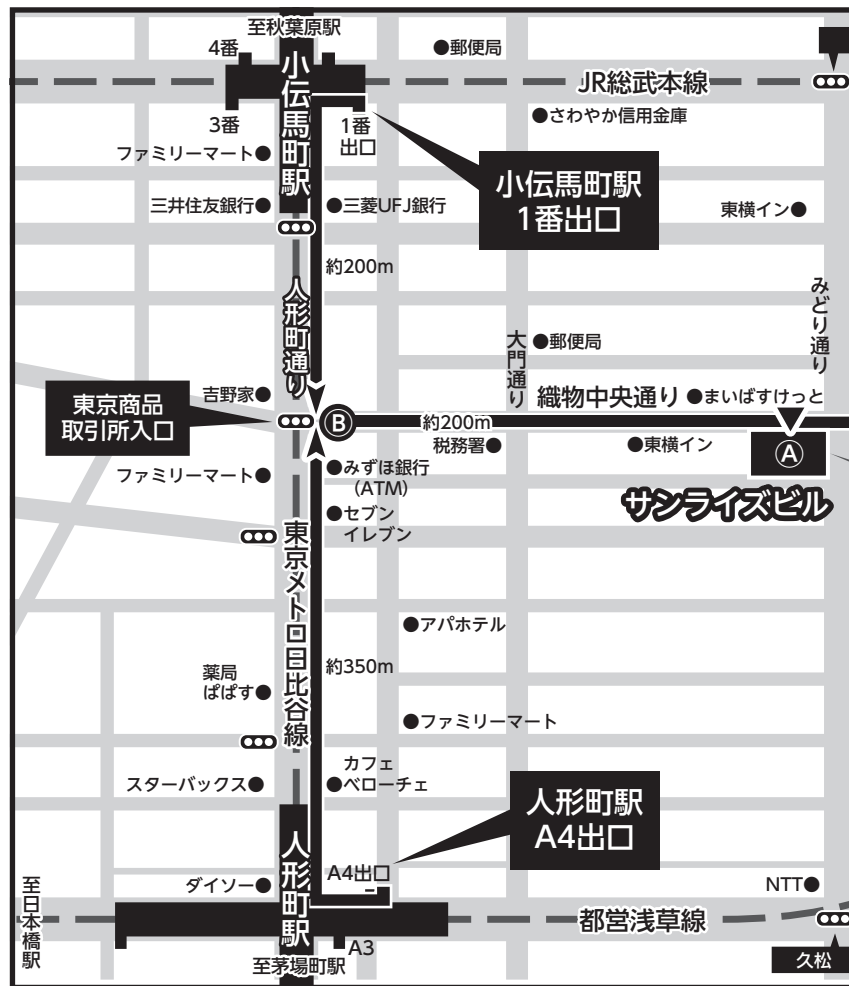 至秋葉原駅
4番
●郵便局
小伝馬町駅
JR総武本線
3番
1番
出口
●さわやか信用金庫
ファミリーマート●
小伝馬町駅
1番出口
三井住友銀行●
●三菱UFJ銀行
東横イン●
約200m
人形町通り
みどり通り
大門通り
●郵便局
吉野家●
織物中央通り
●まいばすけっと
東京商品
取引所入口
Ⓑ
約200m
税務署●
●東横イン
Ⓐ
サンライズビル
ファミリーマート●
●みずほ銀行
(ATM)
●セブン
イレブン
東京メトロ日比谷線
●アパホテル
薬局
ぱぱす●
約350m
●ファミリーマート
スターバックス●
カフェ
●ベローチェ
人形町駅
A4出口
人形町駅
A4出口
至日本橋駅
ダイソー●
NTT●
都営浅草線
A3
至茅場町駅
久松